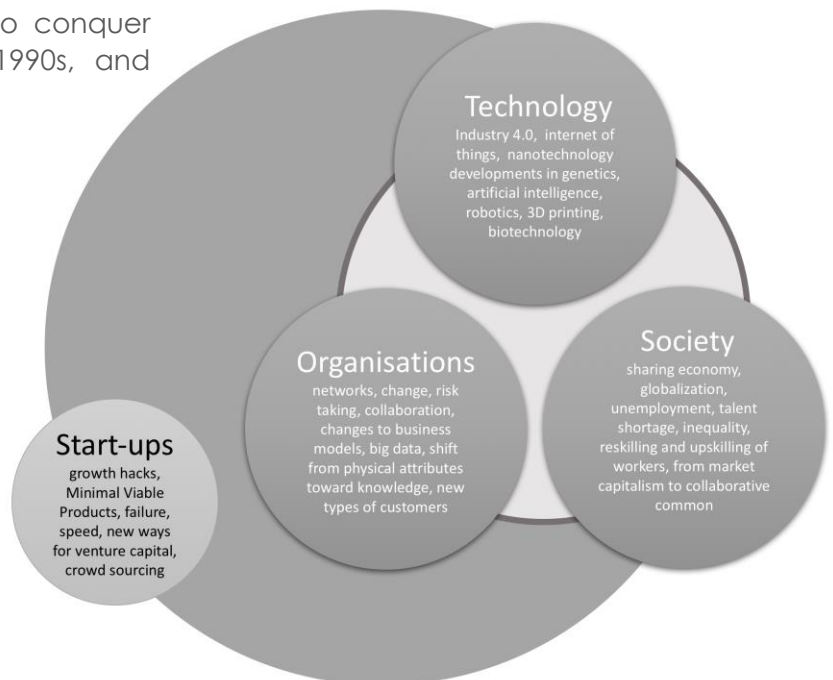 o conquer
1990s, and
Technology
Industry 4.0, internet of
things, nanotechnology
developments in genetics,
artificial intelligence,
robotics, 3D printing,
biotechnology
Organisations
networks, change, risk
taking, collaboration,
changes to business
models, big data, shift
from physical attributes
toward knowledge, new
types of customers
Society
sharing economy,
globalization,
unemployment, talent
shortage, inequality,
reskilling and upskilling of
workers, from market
capitalism to collaborative
common
Start-ups
growth hacks,
Minimal Viable
Products, failure,
speed, new ways
for venture capital,
crowd sourcing